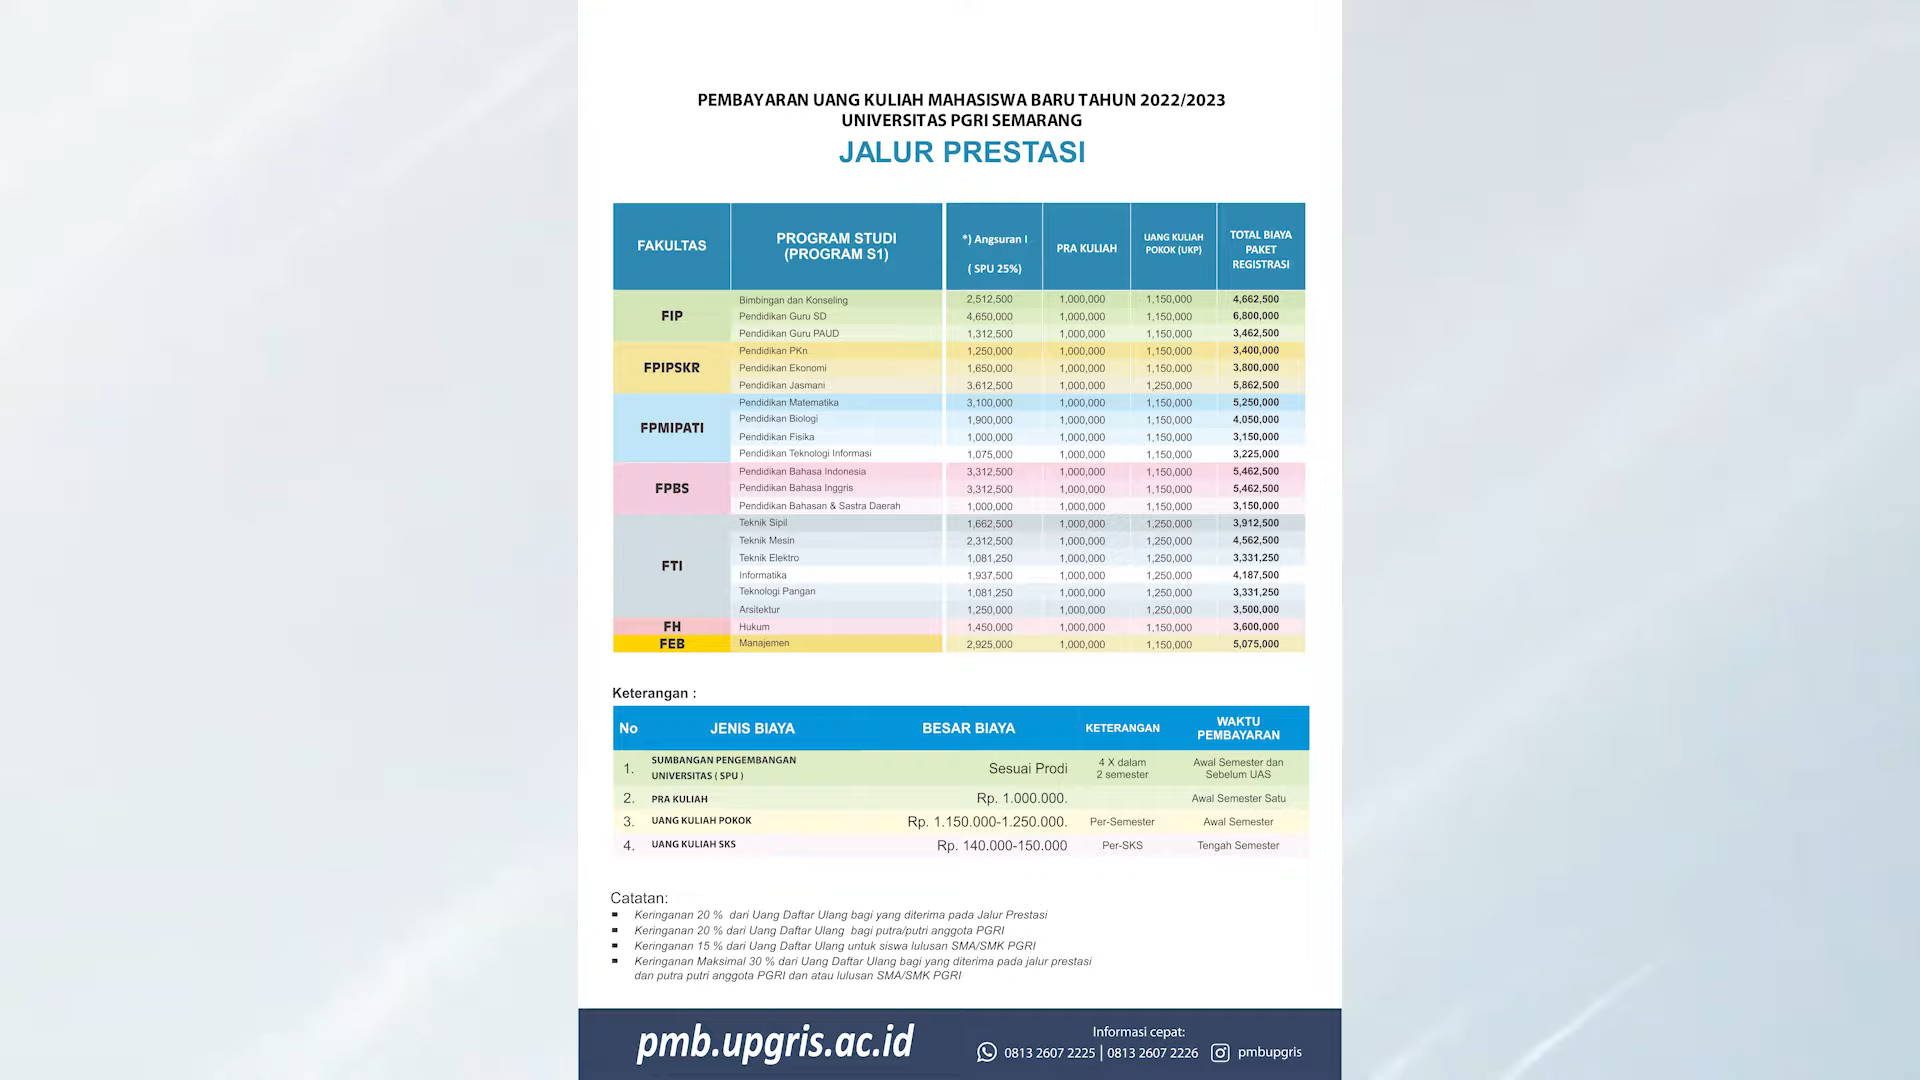 PEMBAYARAN UANG KULIAH MAHASISWA BARU TAHUN 2022/2023
UNIVERSITAS PGRI SEMARANG
JALUR PRESTASI
FAKULTAS PROGRAM STUDI (PROGRAM S1) *) Angsuran I ( SPU 25%) PRA KULIAH UANG KULIAH POKOK (UKP) TOTAL BIAYA PAKET REGISTRASI
FIP
Bimbingan dan Konseling 2,512,500 1,000,000 1,150,000 4,662,500
Pendidikan Guru SD 4,650,000 1,000,000 1,150,000 6,800,000
Pendidikan Guru PAUD 1,312,500 1,000,000 1,150,000 3,462,500
FPIPSKR
Pendidikan PKn 1,250,000 1,000,000 1,150,000 3,400,000
Pendidikan Ekonomi 1,650,000 1,000,000 1,150,000 3,800,000
Pendidikan Jasmani 3,612,500 1,000,000 1,250,000 5,862,500
FPMIPATI
Pendidikan Matematika 3,100,000 1,000,000 1,150,000 5,250,000
Pendidikan Biologi 1,900,000 1,000,000 1,150,000 4,050,000
Pendidikan Fisika 1,000,000 1,000,000 1,150,000 3,150,000
Pendidikan Teknologi Informasi 1,075,000 1,000,000 1,150,000 3,225,000
FPBS
Pendidikan Bahasa Indonesia 3,312,500 1,000,000 1,150,000 5,462,500
Pendidikan Bahasa Inggris 3,312,500 1,000,000 1,150,000 5,462,500
Pendidikan Bahasan & Sastra Daerah 1,000,000 1,000,000 1,150,000 3,150,000
FTI
Teknik Sipil 1,662,500 1,000,000 1,250,000 3,912,500
Teknik Mesin 2,312,500 1,000,000 1,250,000 4,562,500
Teknik Elektro 1,081,250 1,000,000 1,250,000 3,331,250
Informatika 1,937,500 1,000,000 1,250,000 4,187,500
Teknologi Pangan 1,081,250 1,000,000 1,250,000 3,331,250
Arsitektur 1,250,000 1,000,000 1,250,000 3,500,000
FH Hukum 1,450,000 1,000,000 1,150,000 3,600,000
FEB Manajemen 2,925,000 1,000,000 1,150,000 5,075,000
Keterangan :
No JENIS BIAYA BESAR BIAYA KETERANGAN WAKTU PEMBAYARAN
1. SUMBANGAN PENGEMBANGAN UNIVERSITAS ( SPU ) Sesuai Prodi 4 X dalam 2 semester Awal Semester dan Sebelum UAS
2. PRA KULIAH Rp. 1.000.000. Awal Semester Satu
3. UANG KULIAH POKOK Rp. 1.150.000-1.250.000. Per-Semester Awal Semester
4. UANG KULIAH SKS Rp. 140.000-150.000 Per-SKS Tengah Semester
Catatan:
Keringanan 20 % dari Uang Daftar Ulang bagi yang diterima pada Jalur Prestasi
Keringanan 20 % dari Uang Daftar Ulang bagi putra/putri anggota PGRI
Keringanan 15 % dari Uang Daftar Ulang untuk siswa lulusan SMA/SMK PGRI
Keringanan Maksimal 30 % dari Uang Daftar Ulang bagi yang diterima pada jalur prestasi
dan putra putri anggota PGRI dan atau lulusan SMA/SMK PGRI
pmb.upgris.ac.id
Informasi cepat:
0813 2607 2225 | 0813 2607 2226 pmbupgris